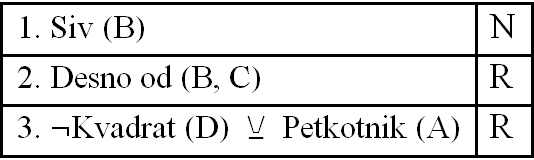 1. Siv (B) N
2. Desno od (B, C) R
3. ¬Kvadrat (D) ⊻ Petkotnik (A) R